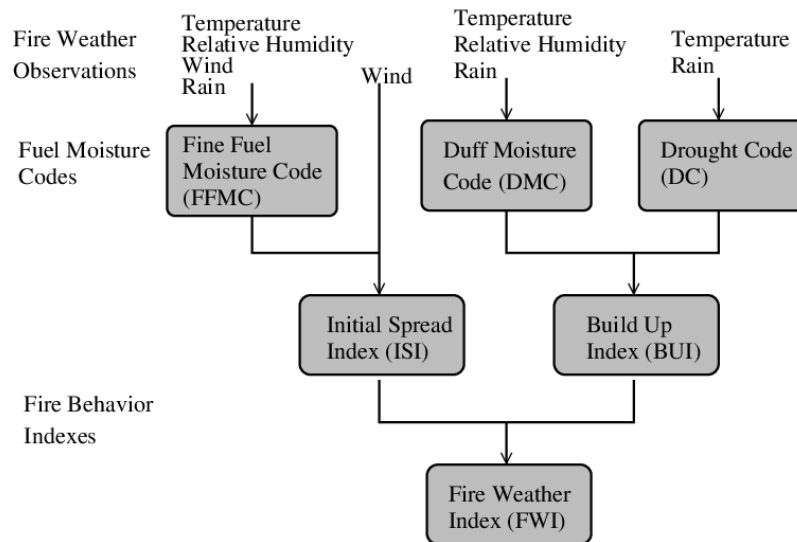 Fire Weather
Observations
Temperature
Relative Humidity
Wind
Rain
Wind
Temperature
Relative Humidity
Rain
Temperature
Rain
Fuel Moisture
Codes
Fine Fuel
Moisture Code
(FFMC)
Duff Moisture
Code (DMC)
Drought Code
(DC)
Initial Spread
Index (ISI)
Build Up
Index (BUI)
Fire Behavior
Indexes
Fire Weather
Index (FWI)